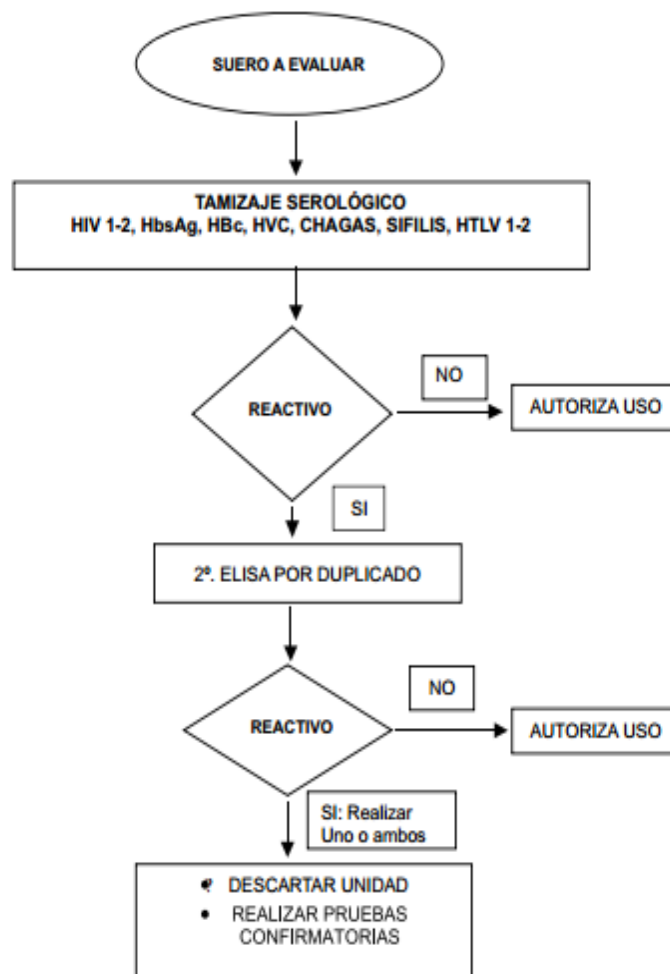 SUERO A EVALUAR
TAMIZAJE SEROLÓGICO
HIV 1-2, HbsAg, HBc, HVC, CHAGAS, SIFILIS, HTLV 1-2
REACTIVO
NO
AUTORIZA USO
SI
2º. ELISA POR DUPLICADO
REACTIVO
NO
AUTORIZA USO
SI: Realizar
Uno o ambos
DESCARTAR UNIDAD
• REALIZAR PRUEBAS
CONFIRMATORIAS